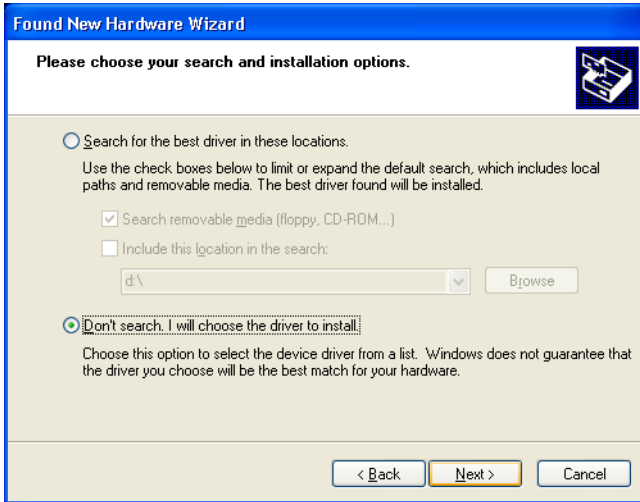 Found New Hardware Wizard
Please choose your search and installation options.
Search for the best driver in these locations.
Use the check boxes below to limit or expand the default search, which includes local
paths and removable media. The best driver found will be installed.
Search removable media (floppy, CD-ROM...)
Include this location in the search:
d:\
Browse
Don't search. I will choose the driver to install.
Choose this option to select the device driver from a list. Windows does not guarantee that
the driver you choose will be the best match for your hardware.
< Back
Next >
Cancel